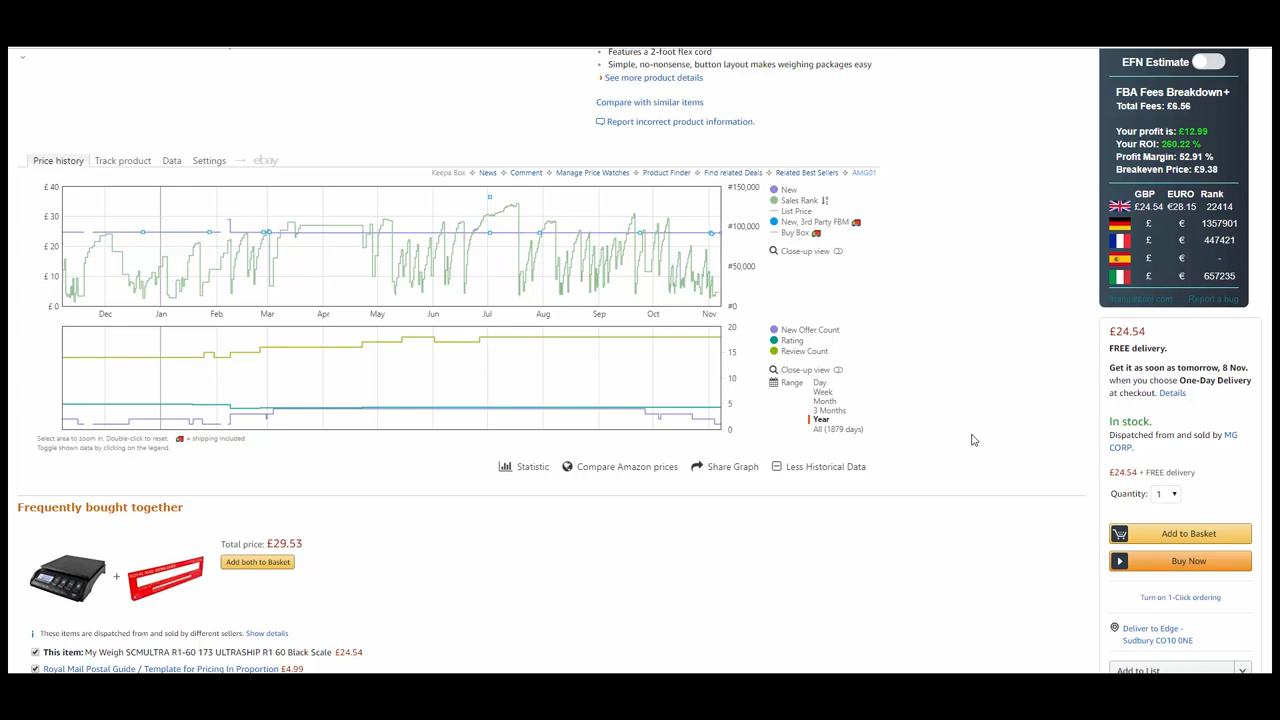 Features a 2-foot flex cord
Simple, no-nonsense, button layout makes weighing packages easy
› See more product details
Compare with similar items
Report incorrect product information.
Price history Track product Data Settings → ebay
Keepa Box News Comment Manage Price Watches Product Finder Find related Deals Related Best Sellers AMG01
£ 40
£ 30
£ 20
£ 10
£ 0
#150,000
#100,000
#50,000
#0
Dec Jan Feb Mar Apr May Jun Jul Aug Sep Oct Nov
New
Sales Rank
List Price
New, 3rd Party FBM
Buy Box
Close-up view
20
15
10
5
0
New Offer Count
Rating
Review Count
Close-up view
Range
Day
Week
Month
3 Months
Year
All (1879 days)
Select area to zoom in. Double-click to reset. = shipping included
Toggle shown data by clicking on the legend.
Statistic Compare Amazon prices Share Graph Less Historical Data
Frequently bought together
+
Total price: £29.53
Add both to Basket
i These items are dispatched from and sold by different sellers. Show details
This item: My Weigh SCMULTRA R1-60 173 ULTRASHIP R1 60 Black Scale £24.54
Royal Mail Postal Guide / Template for Pricing In Proportion £4.99
EFN Estimate
FBA Fees Breakdown+
Total Fees: £6.56
Your profit is: £12.99
Your ROI: 260.22 %
Profit Margin: 52.91 %
Breakeven Price: £9.38
GBP EURO Rank
£24.54 €28.15 22414
£ € 1357901
£ € 447421
£ € -
£ € 657235
Report a bug
£24.54
FREE delivery.
Get it as soon as tomorrow, 8 Nov.
when you choose One-Day Delivery
at checkout. Details
In stock.
Dispatched from and sold by MG
CORP.
£24.54 + FREE delivery
Quantity: 1
Add to Basket
Buy Now
Turn on 1-Click ordering
Deliver to Edge -
Sudbury CO10 0NE
Add to List